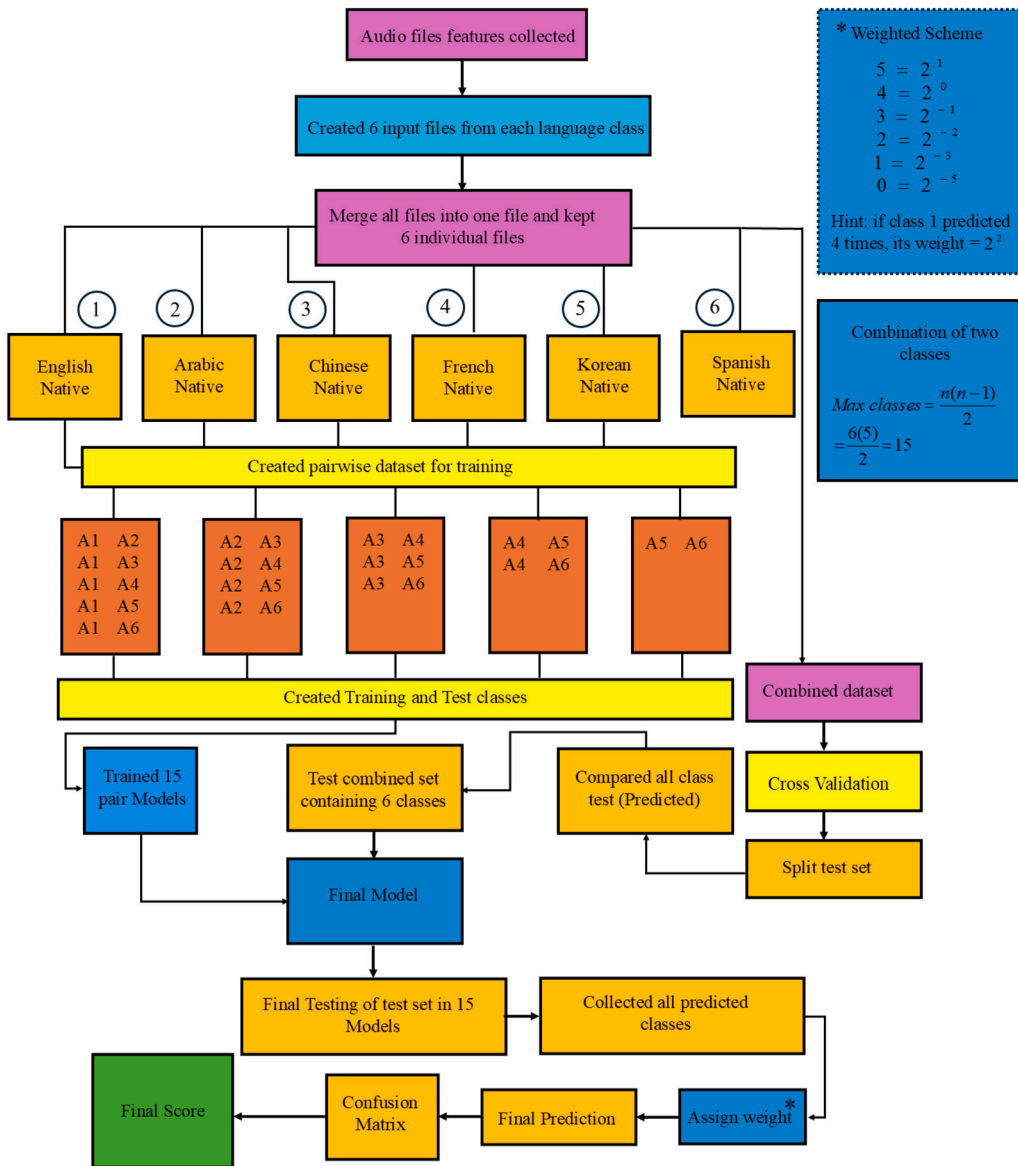 Audio files features collected
Created 6 input files from each language class
Merge all files into one file and kept
6 individual files
* Weighted Scheme
5 = 2^1
4 = 2^0
3 = 2^-1
2 = 2^-2
1 = 2^-3
0 = 2^-5
Hint: if class 1 predicted
4 times, its weight = 2^2
Combination of two
classes
Max classes = n(n−1)/2
= 6(5)/2 = 15
1
2
3
4
5
6
English
Native
Arabic
Native
Chinese
Native
French
Native
Korean
Native
Spanish
Native
Created pairwise dataset for training
A1 A2
A1 A3
A1 A4
A1 A5
A1 A6
A2 A3
A2 A4
A2 A5
A2 A6
A3 A4
A3 A5
A3 A6
A4 A5
A4 A6
A5 A6
Created Training and Test classes
Combined dataset
Trained 15
pair Models
Test combined set
containing 6 classes
Compared all class
test (Predicted)
Cross Validation
Split test set
Final Model
Final Testing of test set in 15
Models
Collected all predicted
classes
Assign weight*
Final Prediction
Confusion
Matrix
Final Score